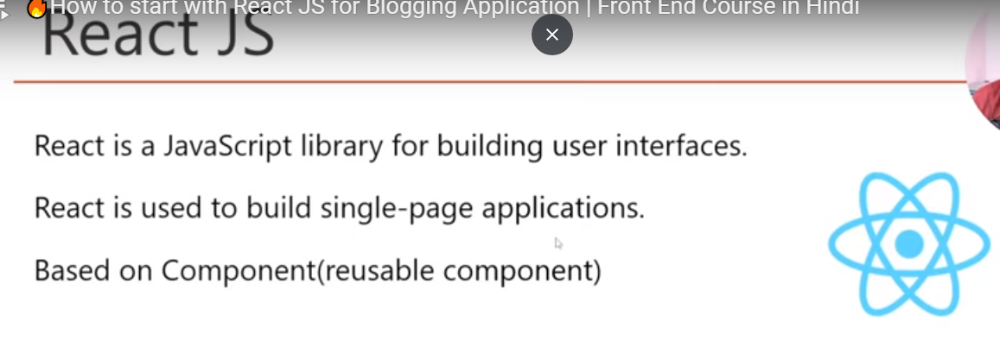 🔥How to start with React JS for Blogging Application | Front End Course in Hindi
React JS
React is a JavaScript library for building user interfaces.
React is used to build single-page applications.
Based on Component(reusable component)